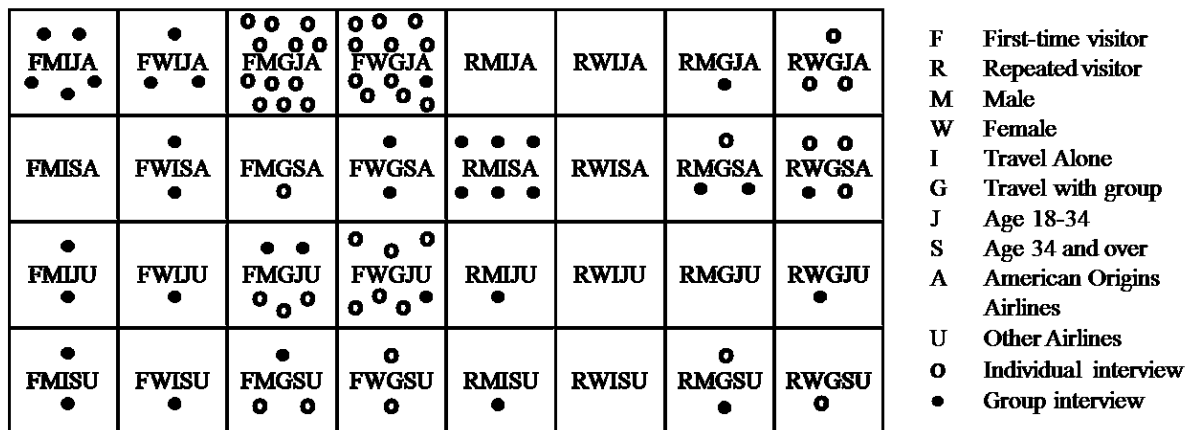 FMIJA FWIJA FMGJA FWGJA RMIJA RWIJA RMGJA RWGJA
FMISA FWISA FMGSA FWGSA RMISA RWISA RMGSA RWGSA
FMIJU FWIJU FMGJU FWGJU RMIJU RWIJU RMGJU RWGJU
FMISU FWISU FMGSU FWGSU RMISU RWISU RMGSU RWGSU
F First-time visitor
R Repeated visitor
M Male
W Female
I Travel Alone
G Travel with group
J Age 18-34
S Age 34 and over
A American Origins
Airlines
U Other Airlines
Individual interview
Group interview